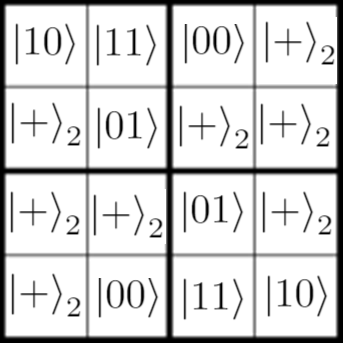 |10⟩ |11⟩ |00⟩ |+⟩₂
|+⟩₂ |01⟩ |+⟩₂ |+⟩₂
|+⟩₂ |+⟩₂ |01⟩ |+⟩₂
|+⟩₂ |00⟩ |11⟩ |10⟩